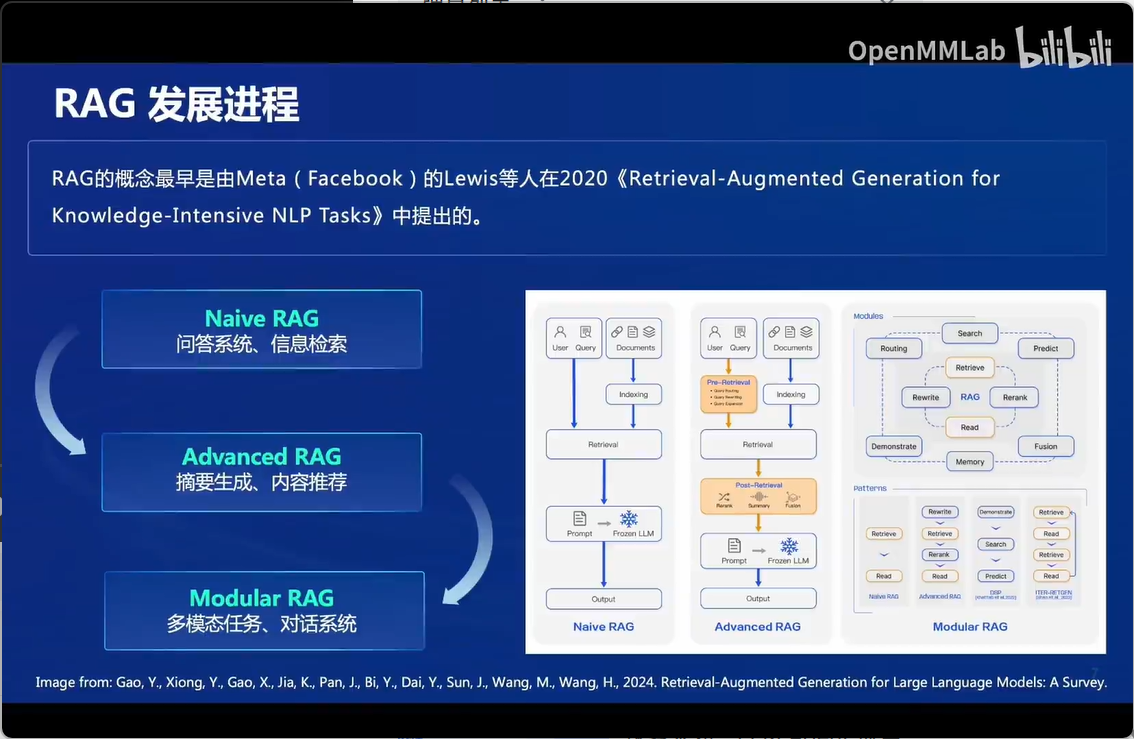 OpenMMLab bilibili
RAG 发展进程
RAG的概念最早是由Meta（Facebook）的Lewis等人在2020《Retrieval-Augmented Generation for
Knowledge-Intensive NLP Tasks》中提出的。
Naive RAG
问答系统、信息检索
Advanced RAG
摘要生成、内容推荐
Modular RAG
多模态任务、对话系统
User Query Documents
Indexing
Retrieval
Prompt Frozen LLM
Output
Naive RAG
User Query Documents
Pre-Retrieval
Query Routing
Query Rewriting
Query Expansion
Indexing
Retrieval
Post-Retrieval
Rerank Summary Fusion
Prompt Frozen LLM
Output
Advanced RAG
Modules
Search
Routing Predict
Retrieve
Rewrite RAG Rerank
Read
Demonstrate Fusion
Memory
Patterns
Retrieve
Read
Naive RAG
Rewrite
Retrieve
Rerank
Read
Advanced RAG
Demonstrate
Search
Predict
DSP
Retrieve
Read
Retrieve
Read
ITER-RETGEN
Modular RAG
Image from: Gao, Y., Xiong, Y., Gao, X., Jia, K., Pan, J., Bi, Y., Dai, Y., Sun, J., Wang, M., Wang, H., 2024. Retrieval-Augmented Generation for Large Language Models: A Survey.